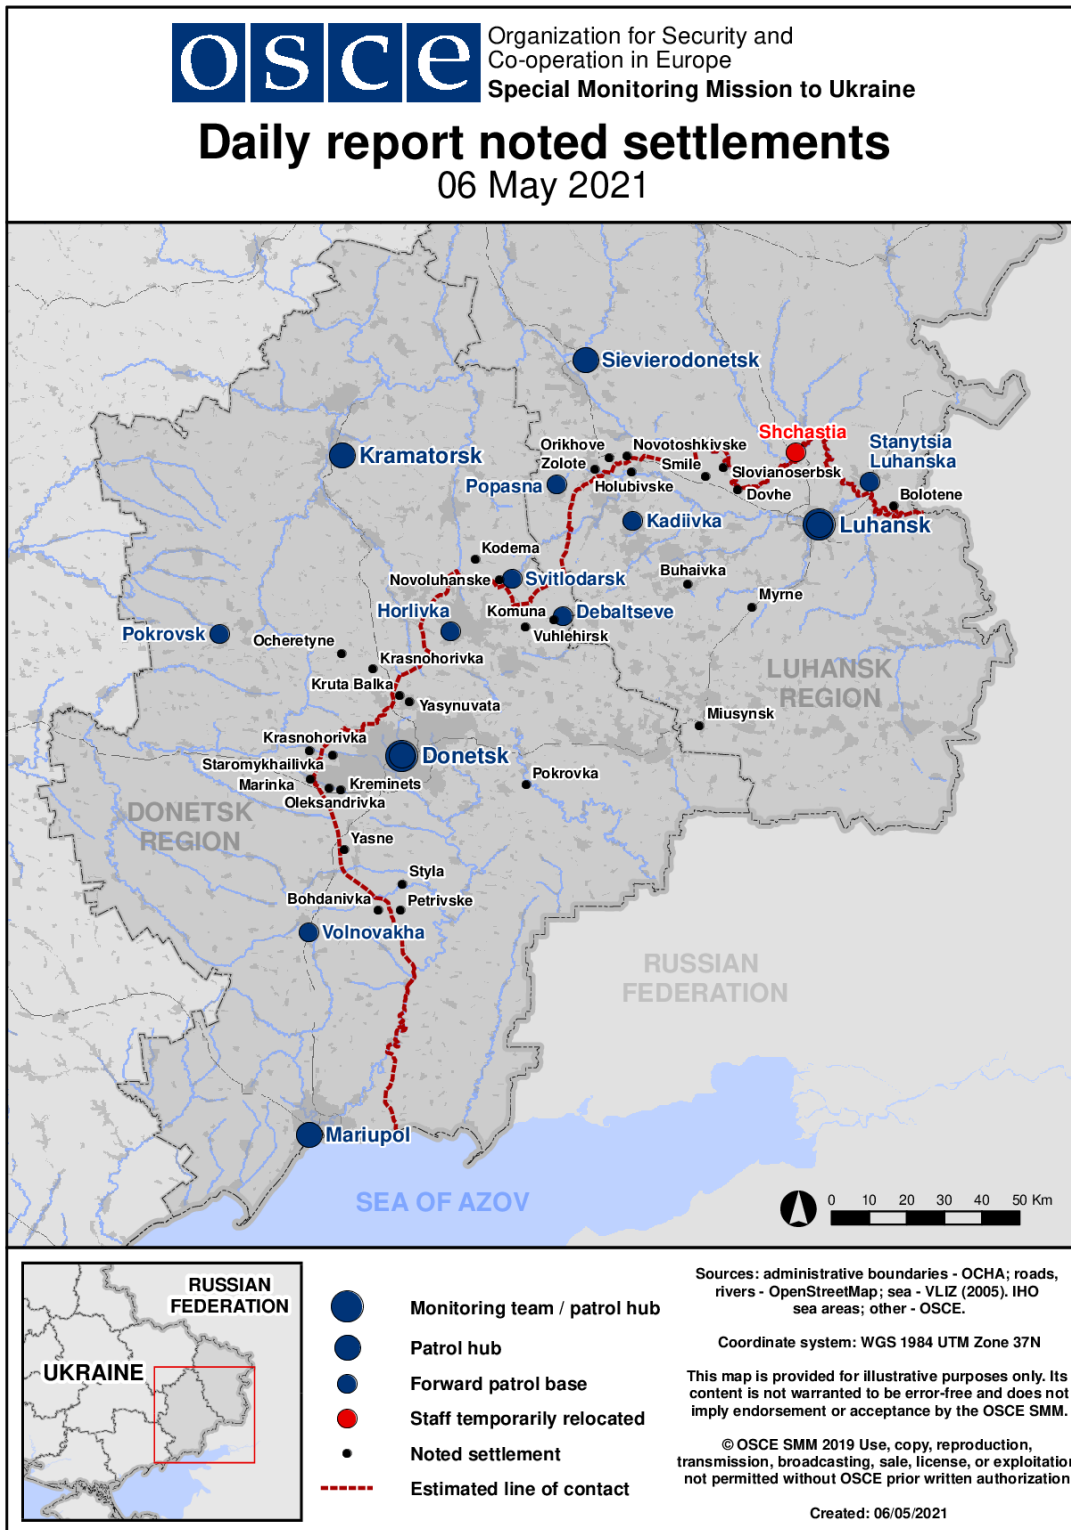 osce
Organization for Security and
Co-operation in Europe
Special Monitoring Mission to Ukraine
Daily report noted settlements
06 May 2021
Sievierodonetsk
Shchastia
Stanytsia
Luhanska
Orikhove
Novotoshkivske
Kramatorsk
Zolote
Smile
Slovianoserbsk
Popasna
Holubivske
Dovhe
Bolotene
Kadiivka
Luhansk
Kodema
Novoluhanske
Svitlodarsk
Buhaivka
Horlivka
Komuna
Debaltseve
Myrne
Pokrovsk
Ocheretyne
Vuhlehirsk
Krasnohorivka
LUHANSK
REGION
Kruta Balka
Yasynuvata
Miusynsk
Krasnohorivka
Donetsk
Staromykhailivka
Pokrovka
Marinka
Kreminets
Oleksandrivka
DONETSK
REGION
Yasne
Styla
Bohdanivka
Petrivske
Volnovakha
RUSSIAN
FEDERATION
Mariupol
SEA OF AZOV
0 10 20 30 40 50 Km
RUSSIAN
FEDERATION
UKRAINE
Monitoring team / patrol hub
Patrol hub
Forward patrol base
Staff temporarily relocated
Noted settlement
Estimated line of contact
Sources: administrative boundaries - OCHA; roads,
rivers - OpenStreetMap; sea - VLIZ (2005). IHO
sea areas; other - OSCE.
Coordinate system: WGS 1984 UTM Zone 37N
This map is provided for illustrative purposes only. Its
content is not warranted to be error-free and does not
imply endorsement or acceptance by the OSCE SMM.
© OSCE SMM 2019 Use, copy, reproduction,
transmission, broadcasting, sale, license, or exploitation
not permitted without OSCE prior written authorization
Created: 06/05/2021